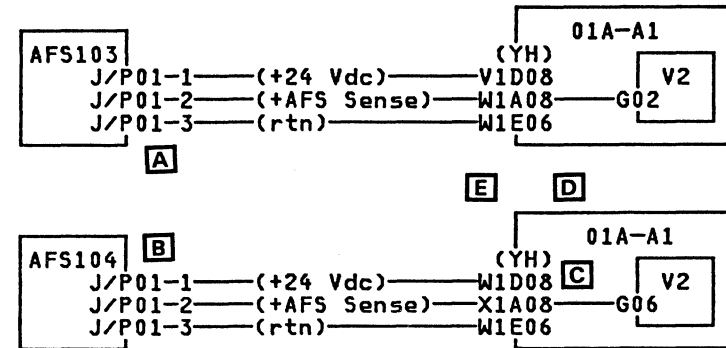 01A-A1
AFS103 (YH)
J/P01-1 (+24 Vdc) V1D08 V2
J/P01-2 (+AFS Sense) W1A08 G02
J/P01-3 (rtn) W1E06
A
E D
B 01A-A1
AFS104 (YH)
J/P01-1 (+24 Vdc) W1D08 C V2
J/P01-2 (+AFS Sense) X1A08 G06
J/P01-3 (rtn) W1E06